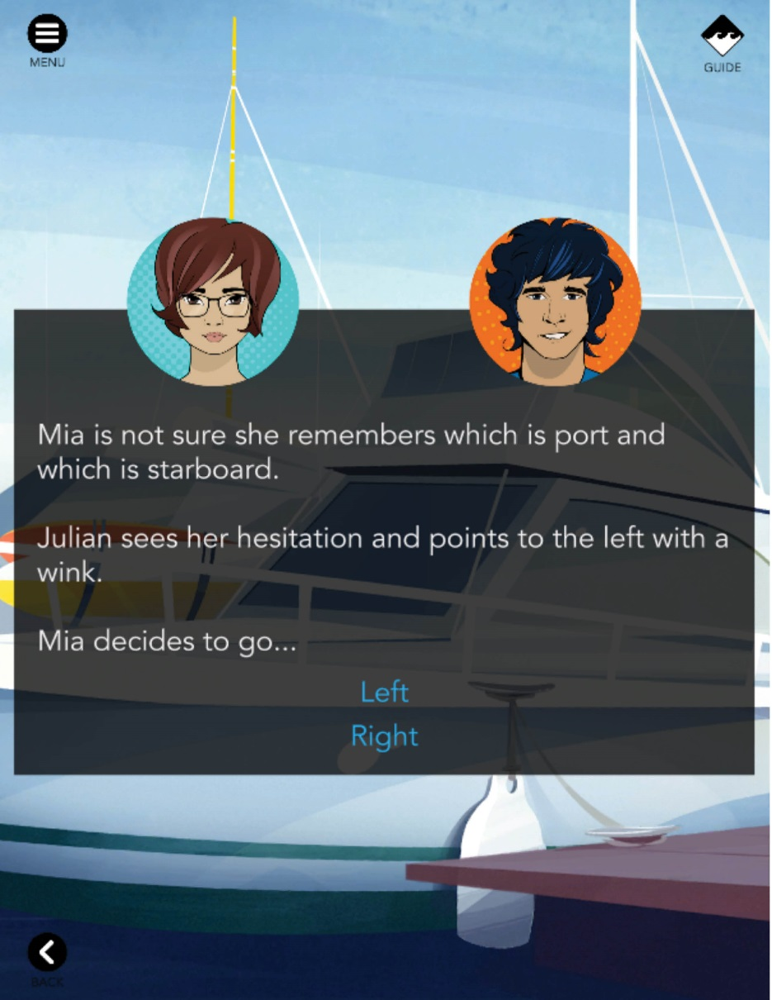 MENU
GUIDE
Mia is not sure she remembers which is port and
which is starboard.
Julian sees her hesitation and points to the left with a
wink.
Mia decides to go...
Left
Right
BACK